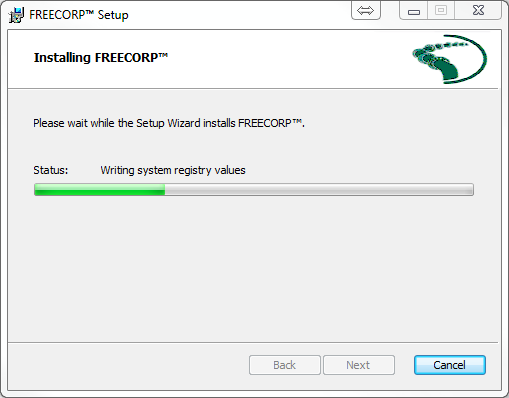 FREECORP™ Setup
Installing FREECORP™
Please wait while the Setup Wizard installs FREECORP™.
Status: Writing system registry values
Back Next Cancel